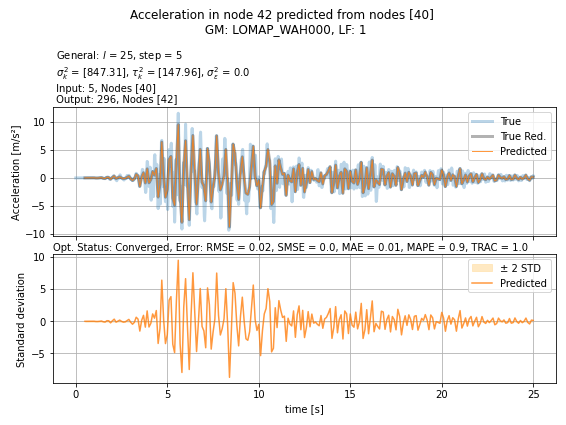 Acceleration in node 42 predicted from nodes [40]
GM: LOMAP_WAH000, LF: 1
General: l = 25, step = 5
σ²ₖ = [847.31], τ²ₖ = [147.96], σ²ε = 0.0
Input: 5, Nodes [40]
Output: 296, Nodes [42]
Acceleration [m/s²]
10
5
0
−5
−10
True
True Red.
Predicted
Opt. Status: Converged, Error: RMSE = 0.02, SMSE = 0.0, MAE = 0.01, MAPE = 0.9, TRAC = 1.0
Standard deviation
10
5
0
−5
± 2 STD
Predicted
0 5 10 15 20 25
time [s]